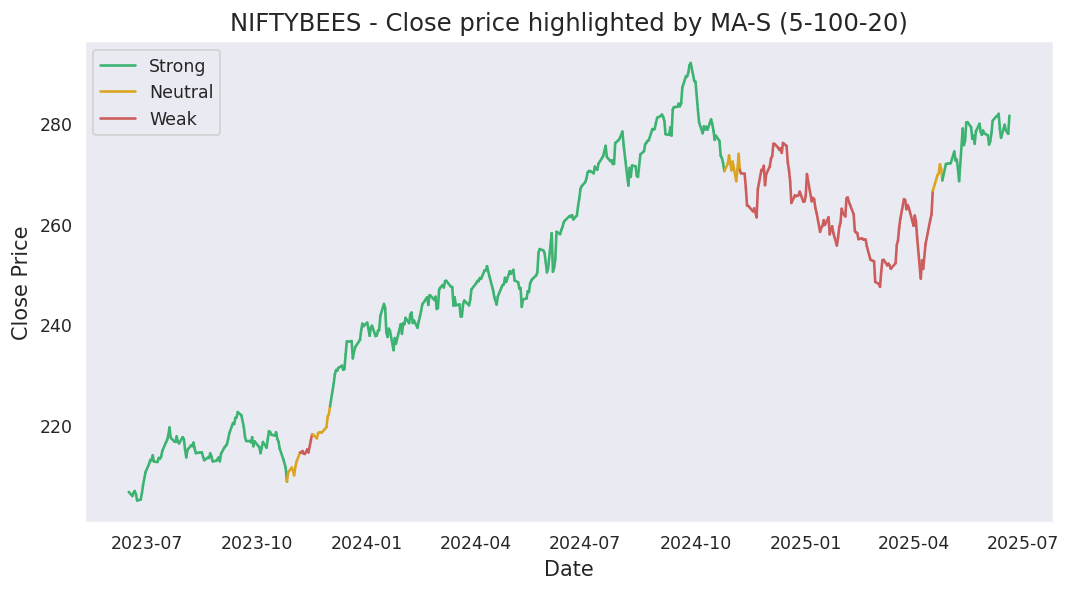 NIFTYBEES - Close price highlighted by MA-S (5-100-20)
Strong
Neutral
Weak
Close Price
280
260
240
220
2023-07 2023-10 2024-01 2024-04 2024-07 2024-10 2025-01 2025-04 2025-07
Date